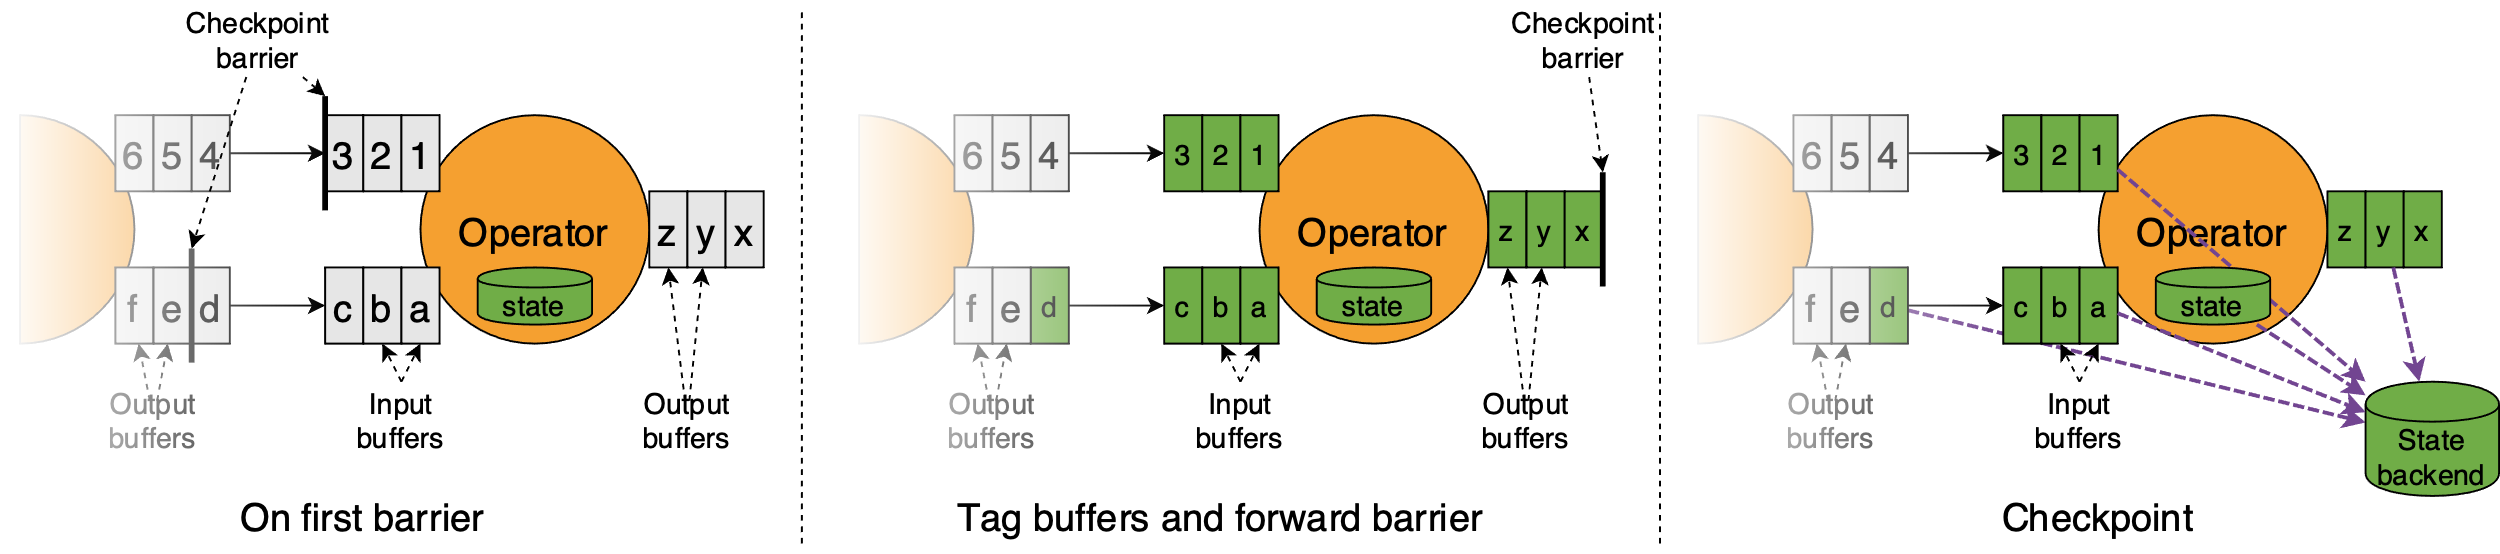 Checkpoint
barrier
6 5 4
3 2 1
Operator
state
z y x
f e d
c b a
Output
buffers
Input
buffers
Output
buffers
On first barrier
Checkpoint
barrier
6 5 4
3 2 1
Operator
state
z y x
f e d
c b a
Output
buffers
Input
buffers
Output
buffers
Tag buffers and forward barrier
6 5 4
3 2 1
Operator
state
z y x
f e d
c b a
Output
buffers
Input
buffers
State
backend
Checkpoint